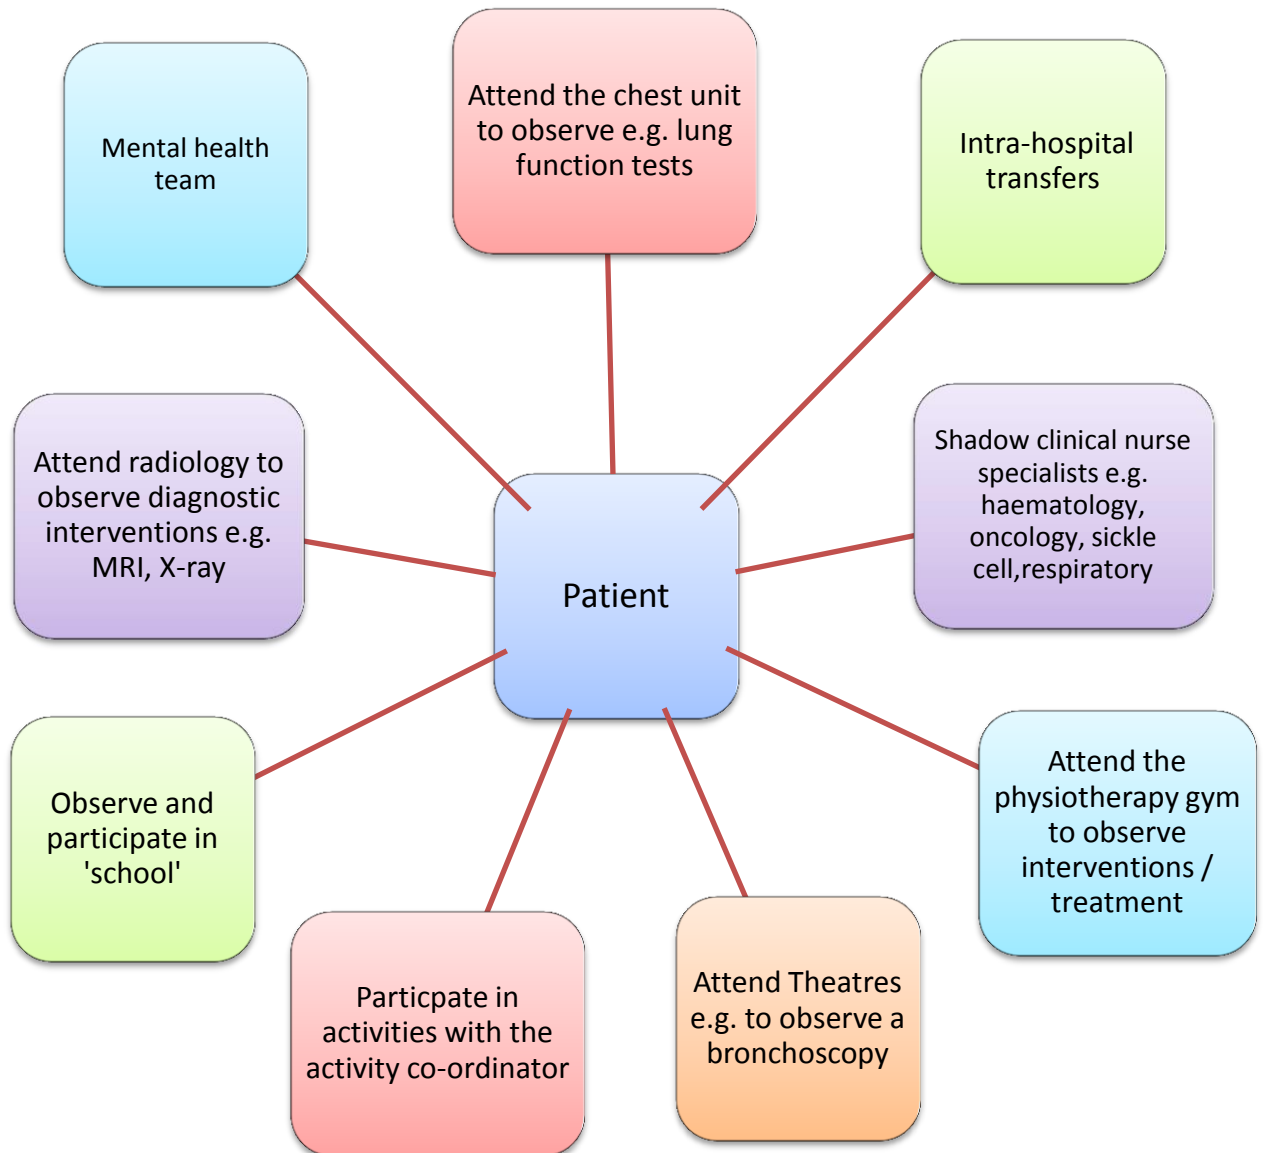 Mental health
team
Attend the chest unit
to observe e.g. lung
function tests
Intra-hospital
transfers
Attend radiology to
observe diagnostic
interventions e.g.
MRI, X-ray
Patient
Shadow clinical nurse
specialists e.g.
haematology,
oncology, sickle
cell,respiratory
Observe and
participate in
'school'
Attend the
physiotherapy gym
to observe
interventions /
treatment
Particpate in
activities with the
activity co-ordinator
Attend Theatres
e.g. to observe a
bronchoscopy